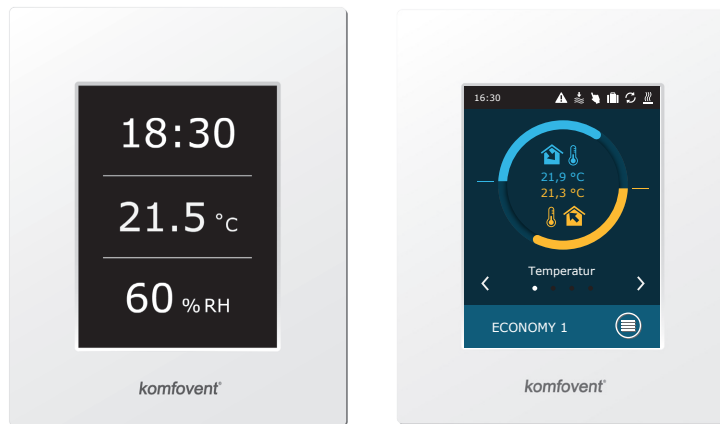 18:30
21.5 °C
60 % RH
komfovent®
16:30
21,9 °C
21,3 °C
Temperatur
ECONOMY 1
komfovent®